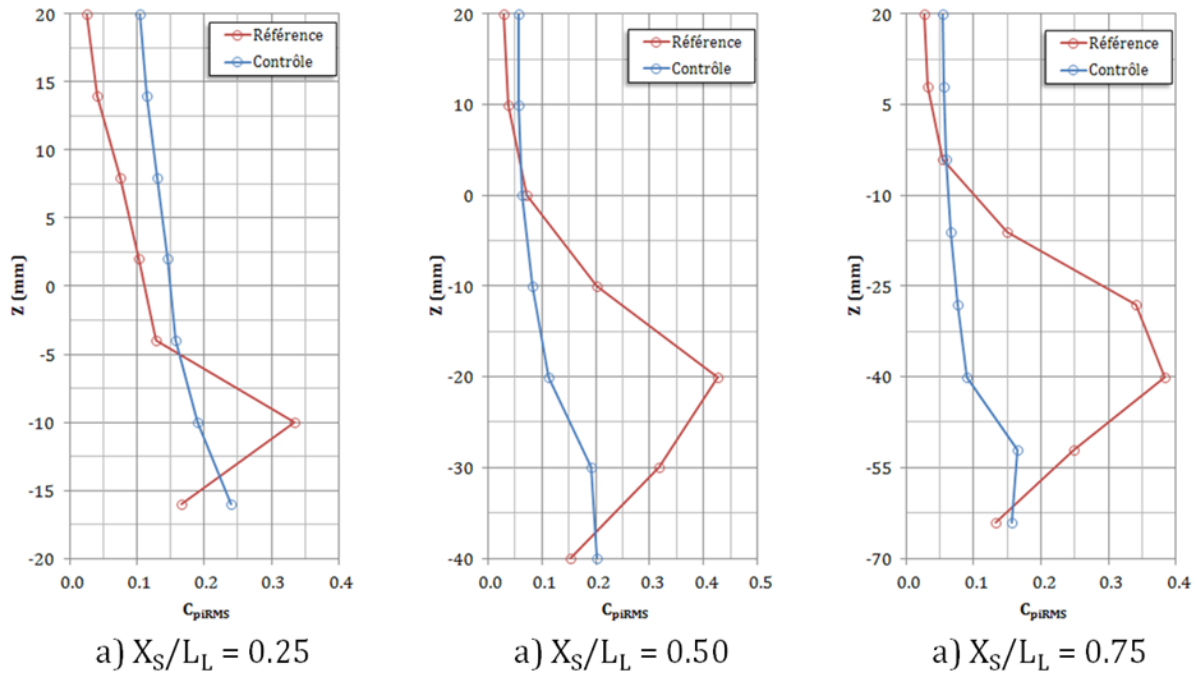 20
15
10
5
0
-5
-10
-15
-20
Z (mm)
0.0 0.1 0.2 0.3 0.4
CpiRMS
Référence
Contrôle
a) XS/LL = 0.25
20
10
0
-10
-20
-30
-40
Z (mm)
0.0 0.1 0.2 0.3 0.4 0.5
CpiRMS
Référence
Contrôle
a) XS/LL = 0.50
20
5
-10
-25
-40
-55
-70
Z (mm)
0.0 0.1 0.2 0.3 0.4
CpiRMS
Référence
Contrôle
a) XS/LL = 0.75